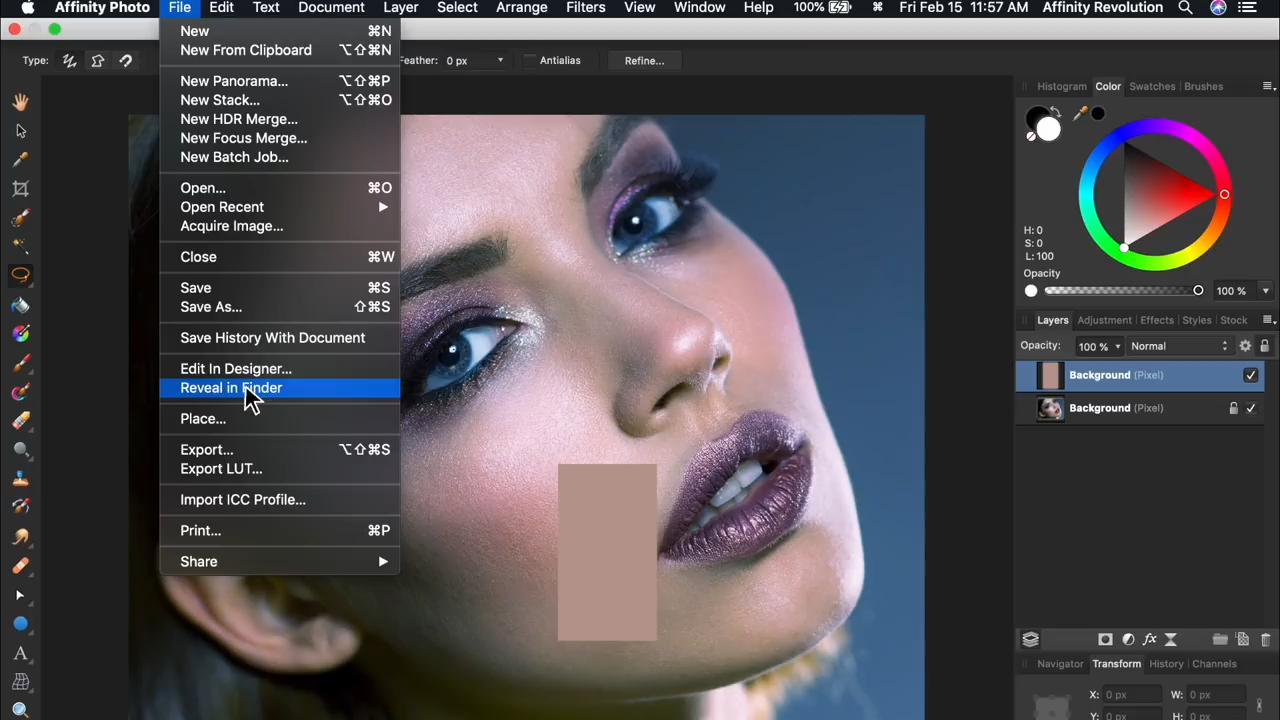 Affinity Photo File Edit Text Document Layer Select Arrange Filters View Window Help 100% Fri Feb 15 11:57 AM Affinity Revolution
Type: Feather: 0 px Antialias Refine...
New ⌘N
New From Clipboard ⌥⇧⌘N
New Panorama... ⌥⇧⌘P
New Stack... ⌥⇧⌘O
New HDR Merge...
New Focus Merge...
New Batch Job...
Open... ⌘O
Open Recent
Acquire Image...
Close ⌘W
Save ⌘S
Save As... ⇧⌘S
Save History With Document
Edit In Designer...
Reveal in Finder
Place...
Export... ⌥⇧⌘S
Export LUT...
Import ICC Profile...
Print... ⌘P
Share
Histogram Color Swatches Brushes
H: 0
S: 0
L: 100
Opacity
100 %
Layers Adjustment Effects Styles Stock
Opacity: 100 % Normal
Background (Pixel)
Background (Pixel)
Navigator Transform History Channels
X: 0 px W: 0 px
Y: 0 px H: 0 px